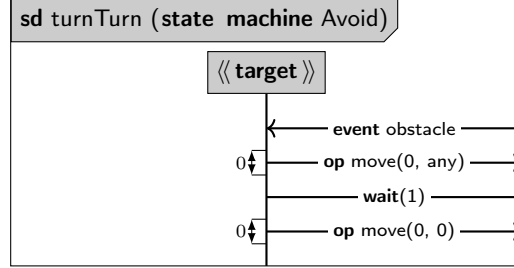 sd turnTurn (state machine Avoid)
⟪ target ⟫
event obstacle
0 op move(0, any)
wait(1)
0 op move(0, 0)